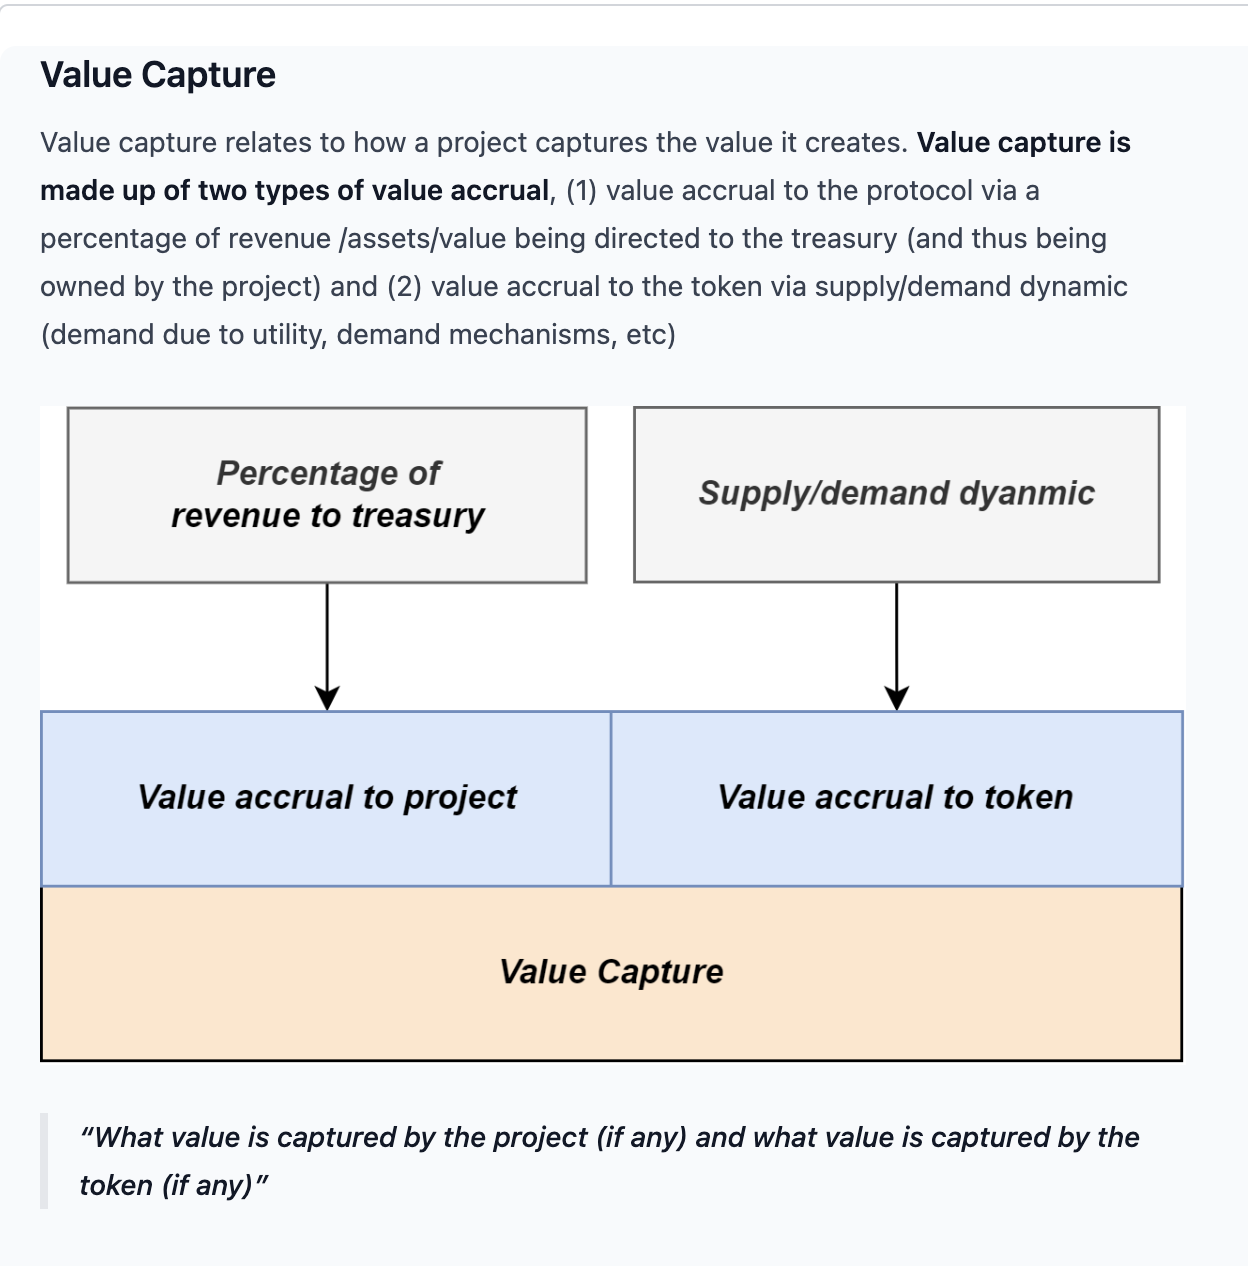 Value Capture
Value capture relates to how a project captures the value it creates. Value capture is
made up of two types of value accrual, (1) value accrual to the protocol via a
percentage of revenue /assets/value being directed to the treasury (and thus being
owned by the project) and (2) value accrual to the token via supply/demand dynamic
(demand due to utility, demand mechanisms, etc)
Percentage of
revenue to treasury
Supply/demand dyanmic
Value accrual to project
Value accrual to token
Value Capture
“What value is captured by the project (if any) and what value is captured by the
token (if any)”